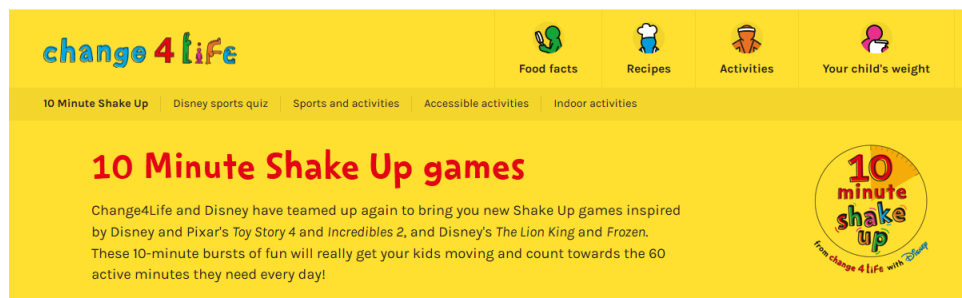 change 4 life
Food facts
Recipes
Activities
Your child's weight
10 Minute Shake Up
Disney sports quiz
Sports and activities
Accessible activities
Indoor activities
10 Minute Shake Up games
Change4Life and Disney have teamed up again to bring you new Shake Up games inspired
by Disney and Pixar's Toy Story 4 and Incredibles 2, and Disney's The Lion King and Frozen.
These 10-minute bursts of fun will really get your kids moving and count towards the 60
active minutes they need every day!
10
minute
shake
up
from change 4 life with Disney